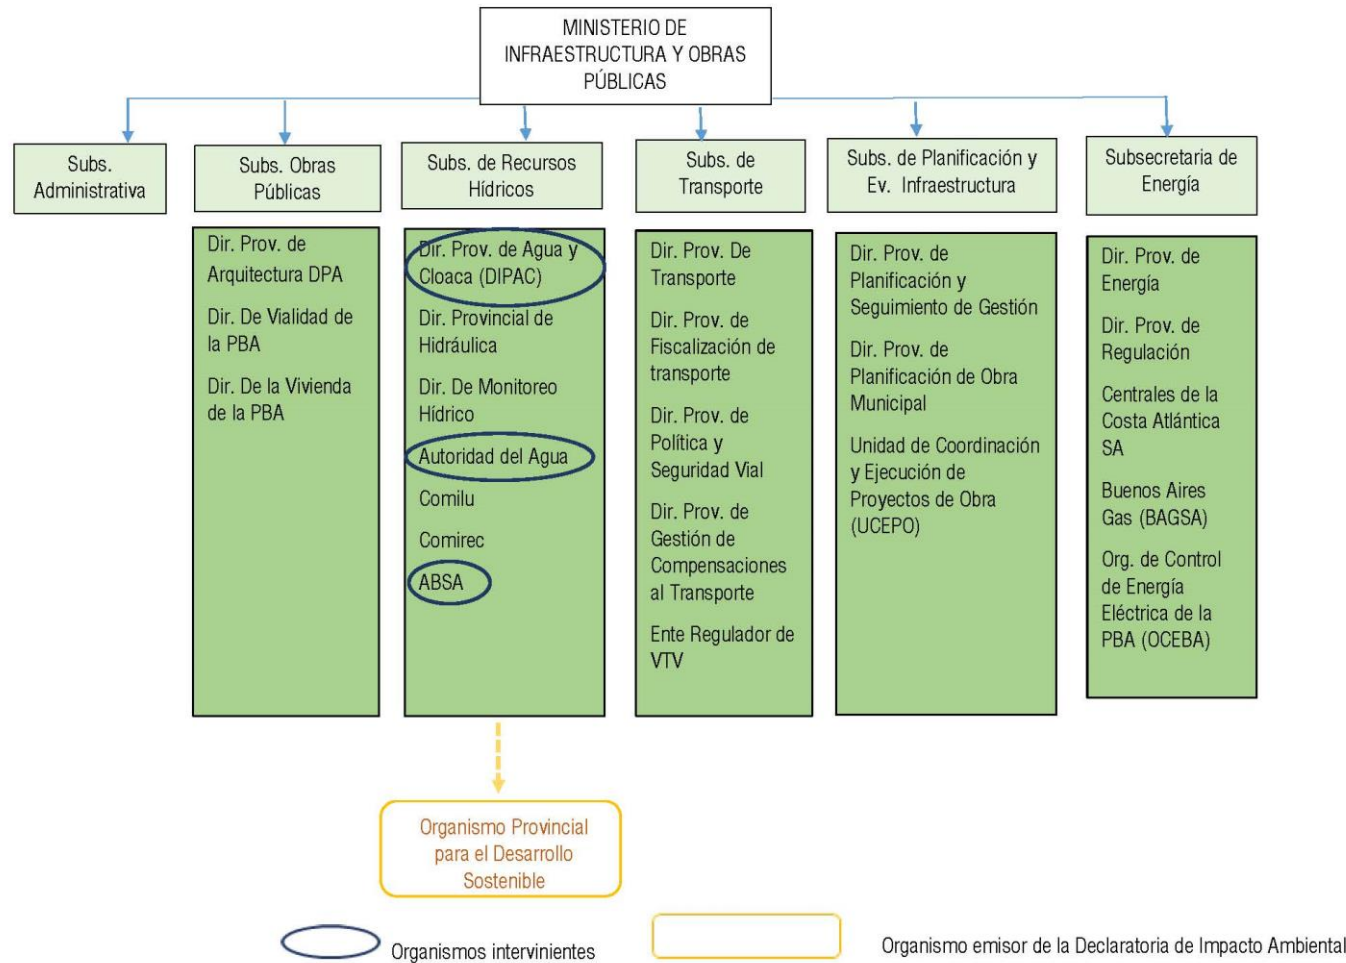 MINISTERIO DE
INFRAESTRUCTURA Y OBRAS
PÚBLICAS
Subs.
Administrativa
Subs. Obras
Públicas
Subs. de Recursos
Hídricos
Subs. de
Transporte
Subs. de Planificación y
Ev. Infraestructura
Subsecretaria de
Energía
Dir. Prov. de
Arquitectura DPA
Dir. De Vialidad de
la PBA
Dir. De la Vivienda
de la PBA
Dir. Prov. de Agua y
Cloaca (DIPAC)
Dir. Provincial de
Hidráulica
Dir. De Monitoreo
Hídrico
Autoridad del Agua
Comilu
Comirec
ABSA
Dir. Prov. De
Transporte
Dir. Prov. de
Fiscalización de
transporte
Dir. Prov. de
Política y
Seguridad Vial
Dir. Prov. de
Gestión de
Compensaciones
al Transporte
Ente Regulador de
VTV
Dir. Prov. de
Planificación y
Seguimiento de Gestión
Dir. Prov. de
Planificación de Obra
Municipal
Unidad de Coordinación
y Ejecución de
Proyectos de Obra
(UCEPO)
Dir. Prov. de
Energía
Dir. Prov. de
Regulación
Centrales de la
Costa Atlántica
SA
Buenos Aires
Gas (BAGSA)
Org. de Control
de Energía
Eléctrica de la
PBA (OCEBA)
Organismo Provincial
para el Desarrollo
Sostenible
Organismos intervinientes
Organismo emisor de la Declaratoria de Impacto Ambiental